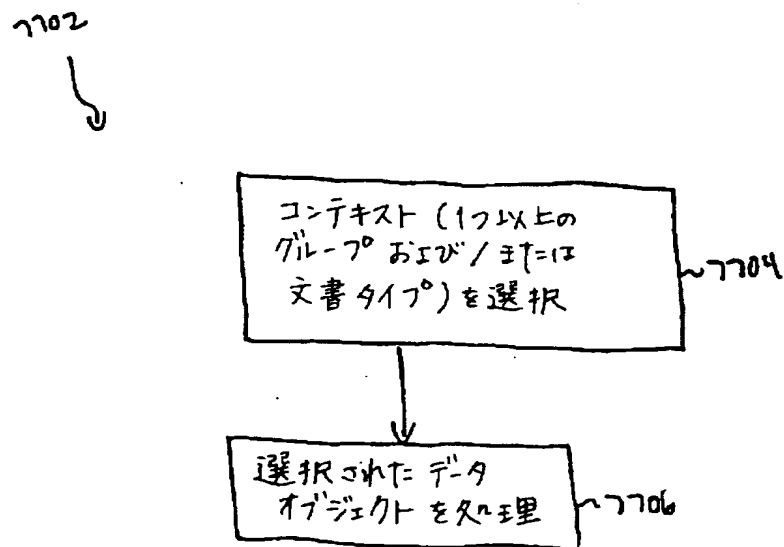 7702
コンテキスト(1つ以上の
グループおよび/または
文書タイプ)を選択
~7704
選択されたデータ
オブジェクトを処理
~7706